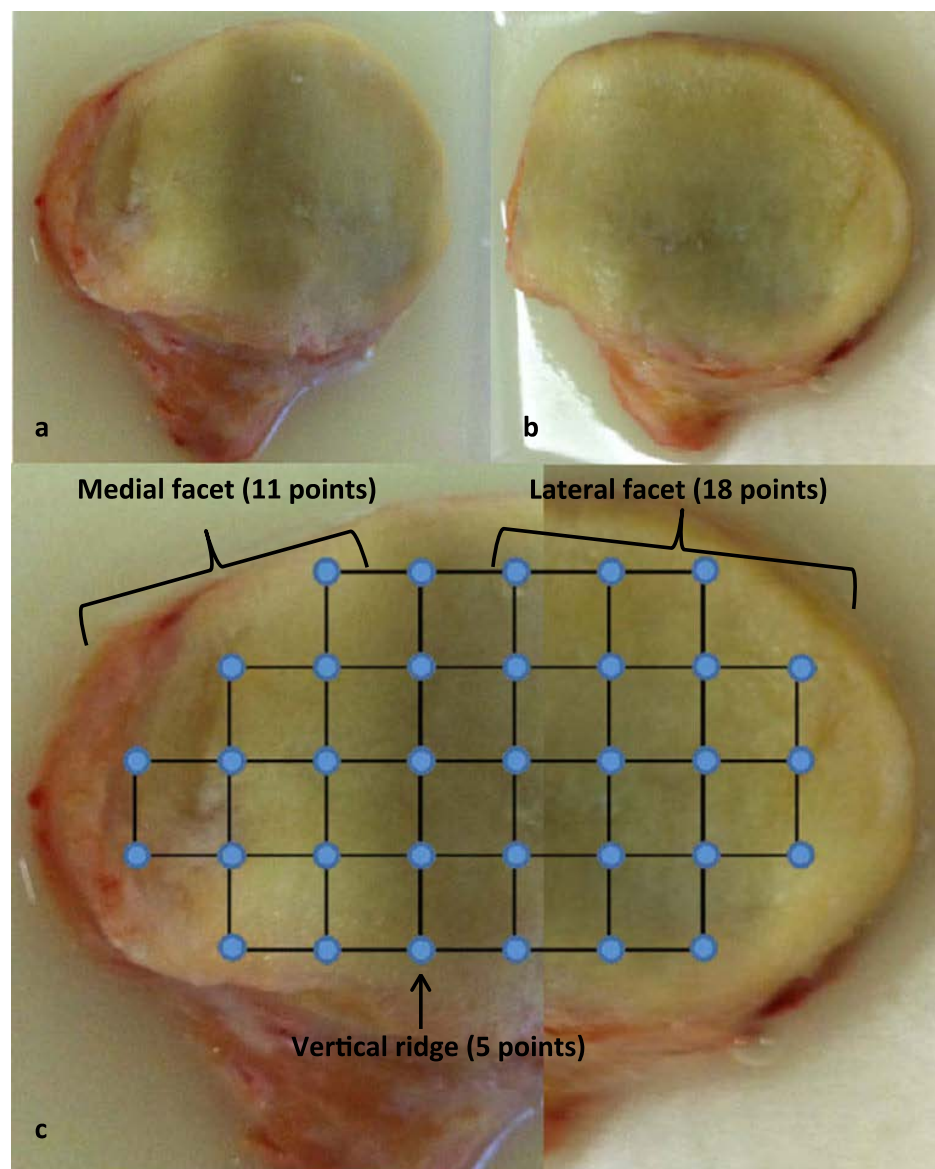 a
b
Medial facet (11 points)
Lateral facet (18 points)
Vertical ridge (5 points)
c